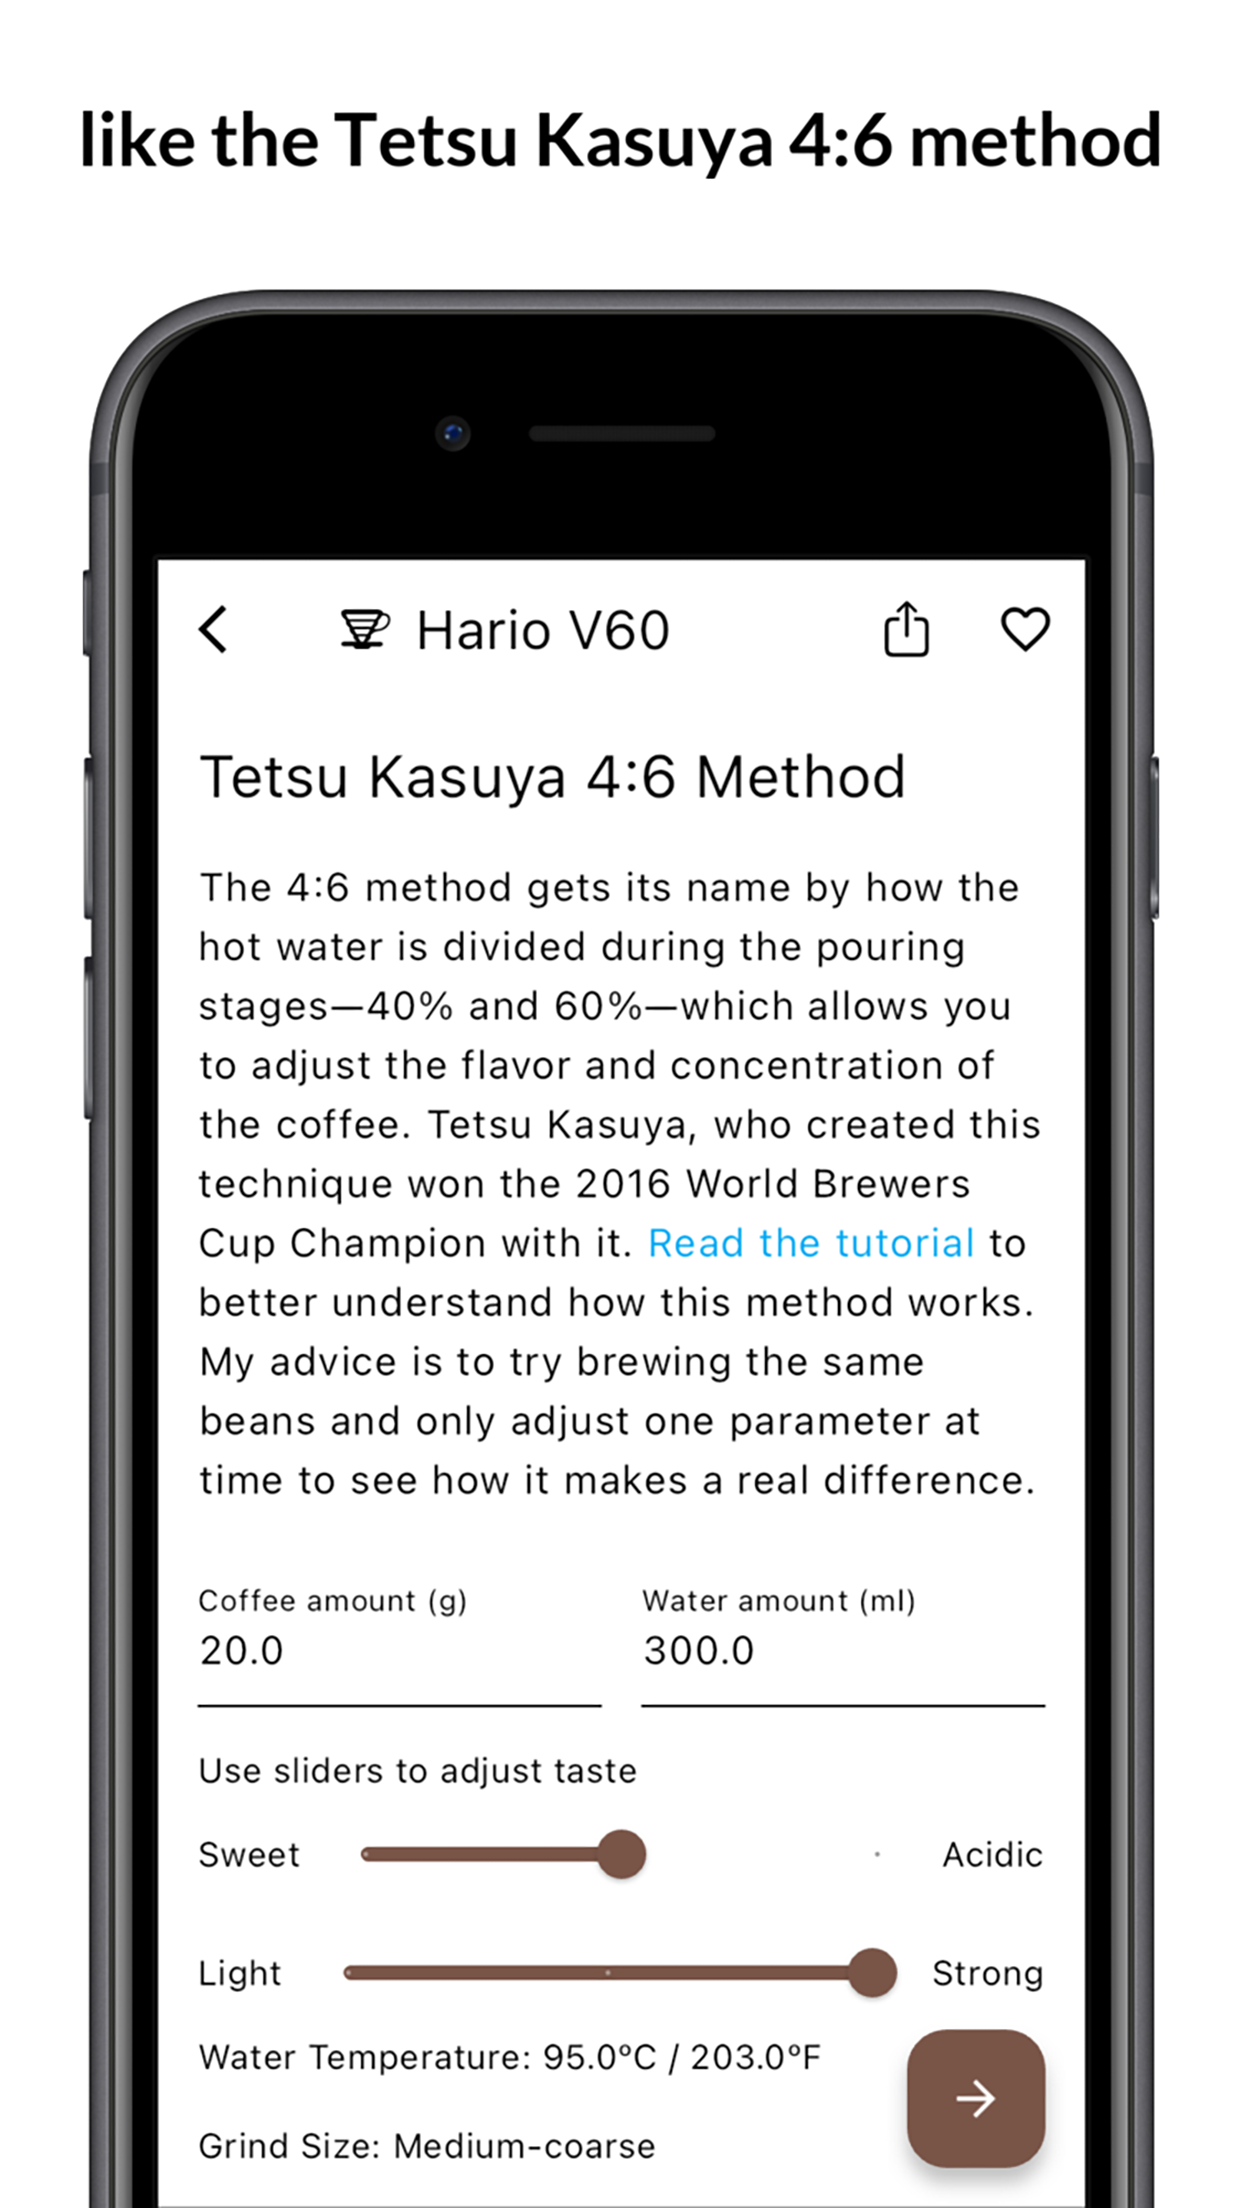 like the Tetsu Kasuya 4:6 method
Hario V60
Tetsu Kasuya 4:6 Method
The 4:6 method gets its name by how the
hot water is divided during the pouring
stages—40% and 60%—which allows you
to adjust the flavor and concentration of
the coffee. Tetsu Kasuya, who created this
technique won the 2016 World Brewers
Cup Champion with it. Read the tutorial to
better understand how this method works.
My advice is to try brewing the same
beans and only adjust one parameter at
time to see how it makes a real difference.
Coffee amount (g) Water amount (ml)
20.0 300.0
Use sliders to adjust taste
Sweet Acidic
Light Strong
Water Temperature: 95.0ºC / 203.0ºF
Grind Size: Medium-coarse